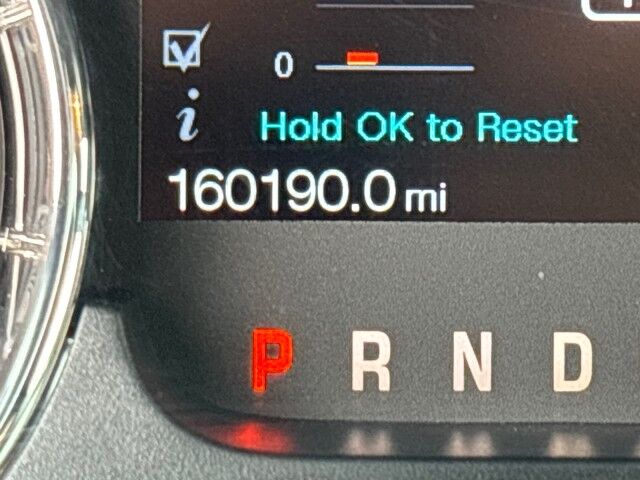 0
i
Hold OK to Reset
160190.0 mi
P R N D